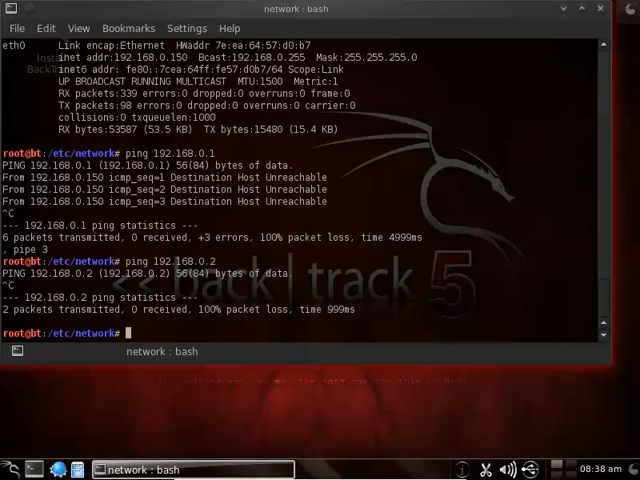 network : bash
File Edit View Bookmarks Settings Help
eth0 Link encap:Ethernet HWaddr 7e:ea:64:57:d0:b7
inet addr:192.168.0.150 Bcast:192.168.0.255 Mask:255.255.255.0
inet6 addr: fe80::7cea:64ff:fe57:d0b7/64 Scope:Link
UP BROADCAST RUNNING MULTICAST MTU:1500 Metric:1
RX packets:339 errors:0 dropped:0 overruns:0 frame:0
TX packets:98 errors:0 dropped:0 overruns:0 carrier:0
collisions:0 txqueuelen:1000
RX bytes:53587 (53.5 KB) TX bytes:15480 (15.4 KB)
root@bt:/etc/network# ping 192.168.0.1
PING 192.168.0.1 (192.168.0.1) 56(84) bytes of data.
From 192.168.0.150 icmp_seq=1 Destination Host Unreachable
From 192.168.0.150 icmp_seq=2 Destination Host Unreachable
From 192.168.0.150 icmp_seq=3 Destination Host Unreachable
^C
--- 192.168.0.1 ping statistics ---
6 packets transmitted, 0 received, +3 errors, 100% packet loss, time 4999ms
, pipe 3
root@bt:/etc/network# ping 192.168.0.2
PING 192.168.0.2 (192.168.0.2) 56(84) bytes of data.
^C
--- 192.168.0.2 ping statistics ---
2 packets transmitted, 0 received, 100% packet loss, time 999ms
root@bt:/etc/network#
<< back | track 5
network : bash
network : bash
08:38 am